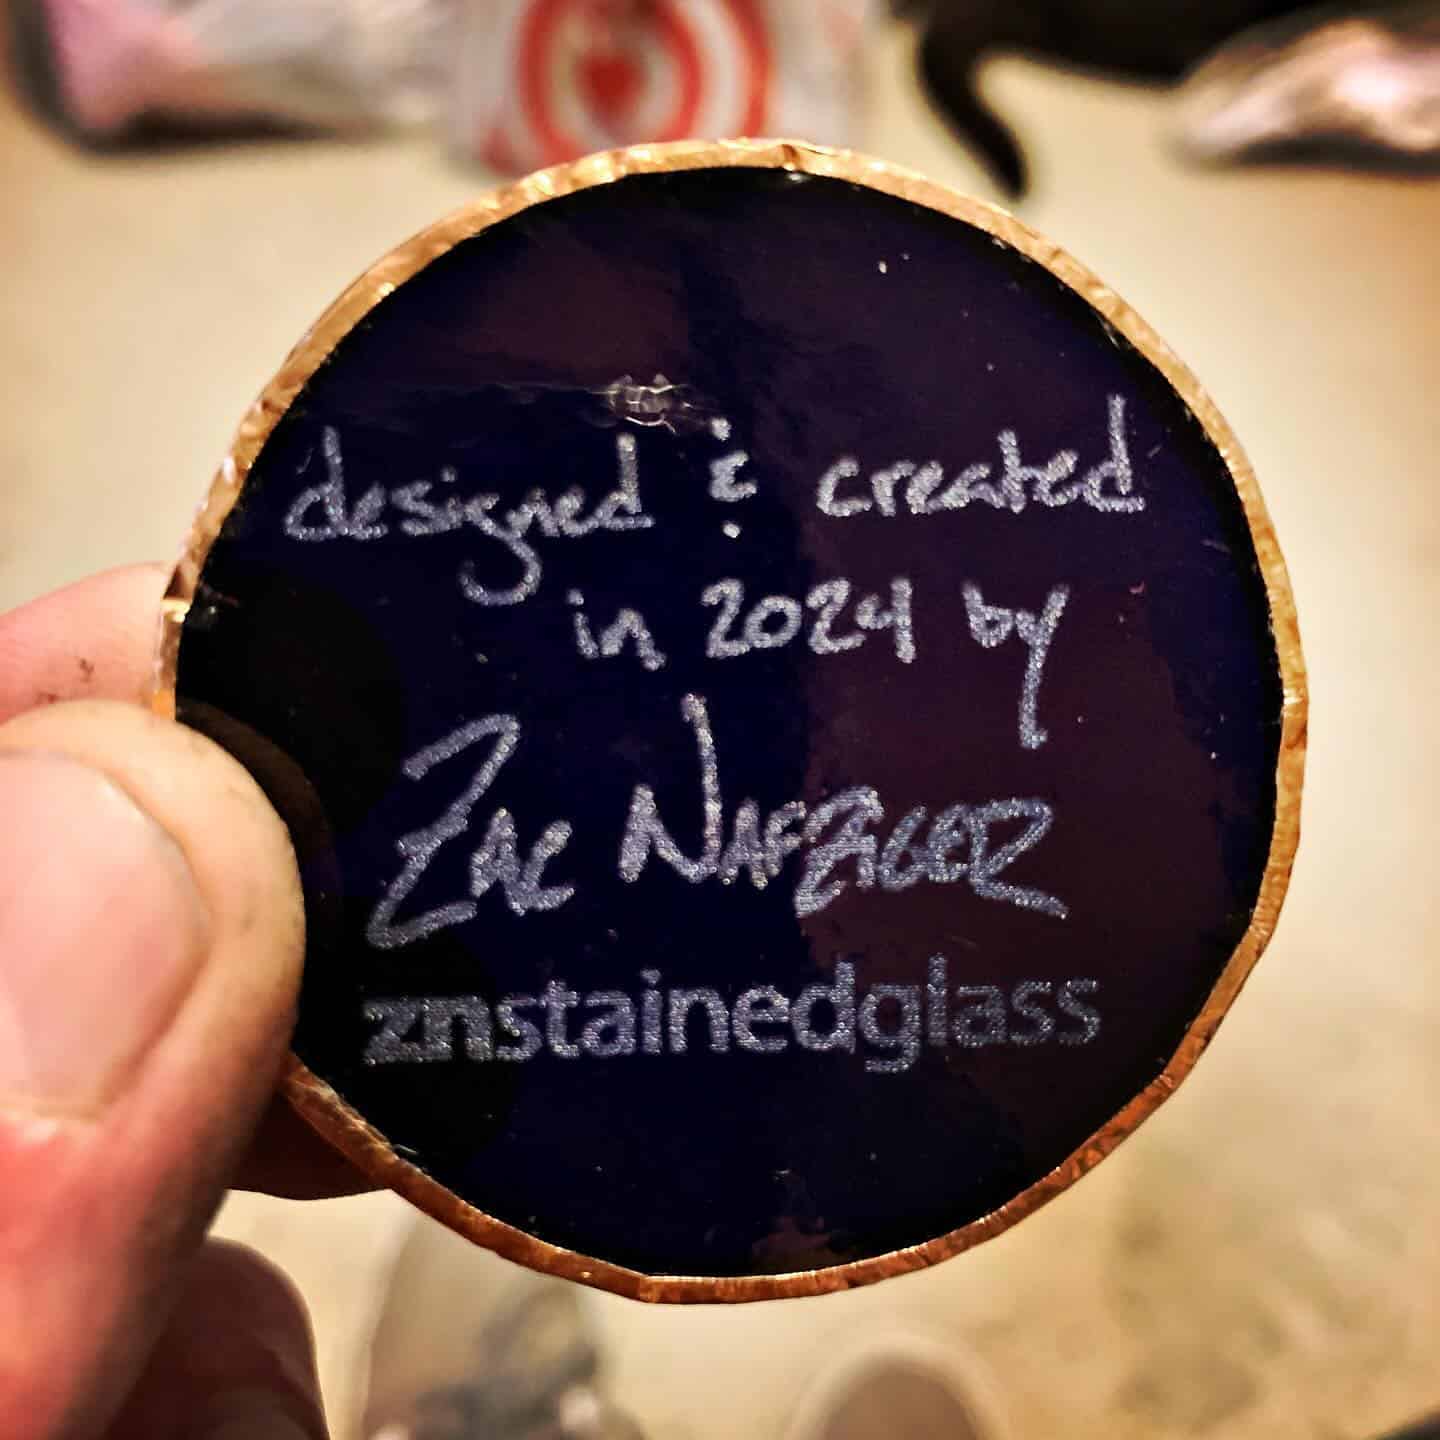 designed & created
in 2024 by
Zac Nafziger
znstainedglass